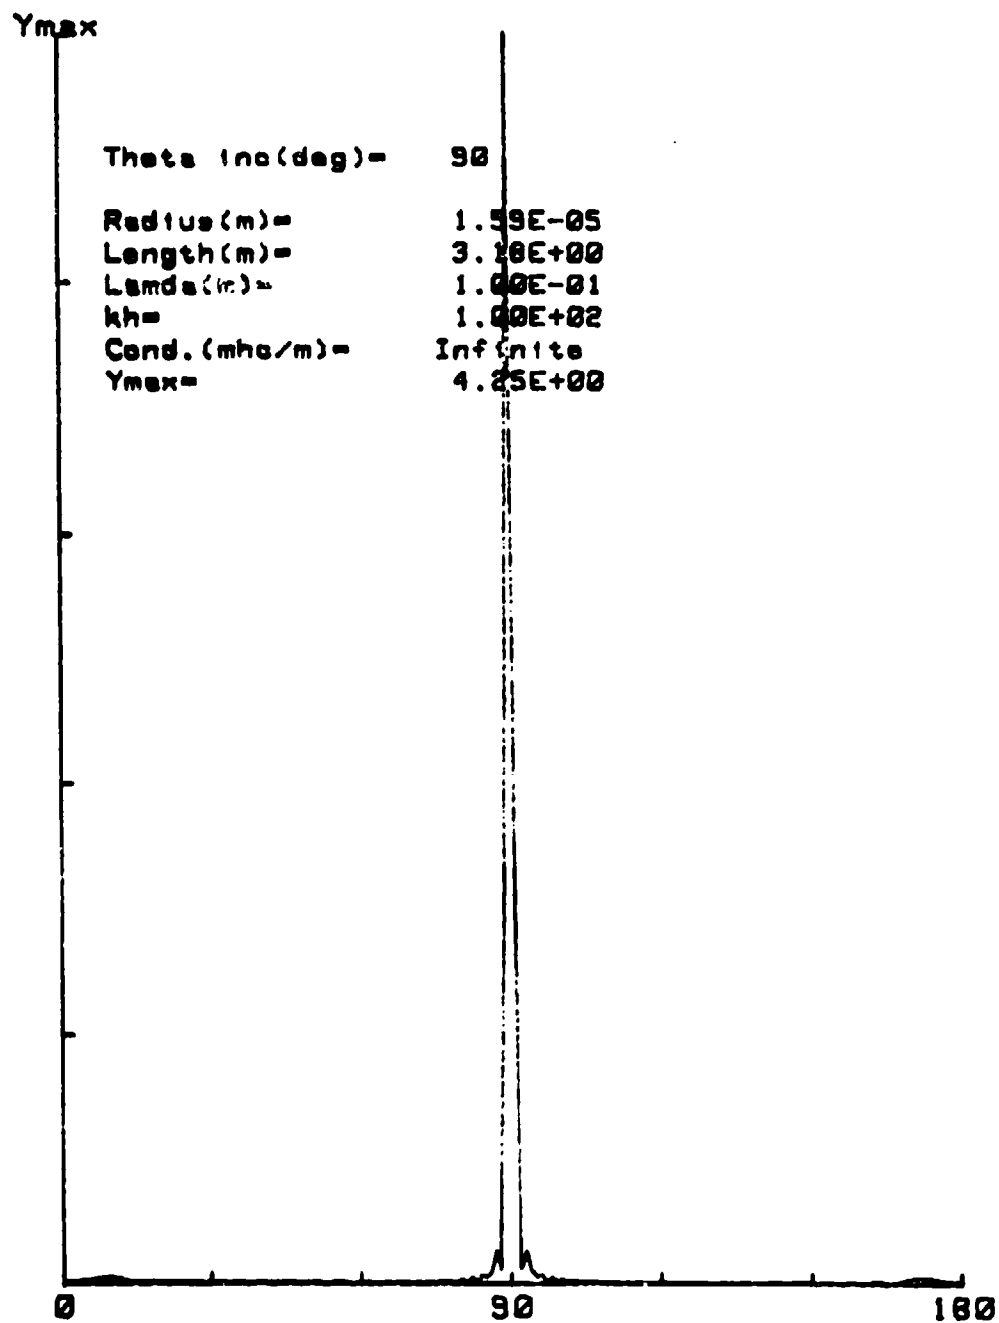 Ymax
Theta inc(deg)= 90
Radius(m)= 1.59E-05
Length(m)= 3.18E+00
Lamda(m)= 1.00E-01
kh= 1.00E+02
Cond.(mho/m)= Infinite
Ymax= 4.25E+00
0 90 180